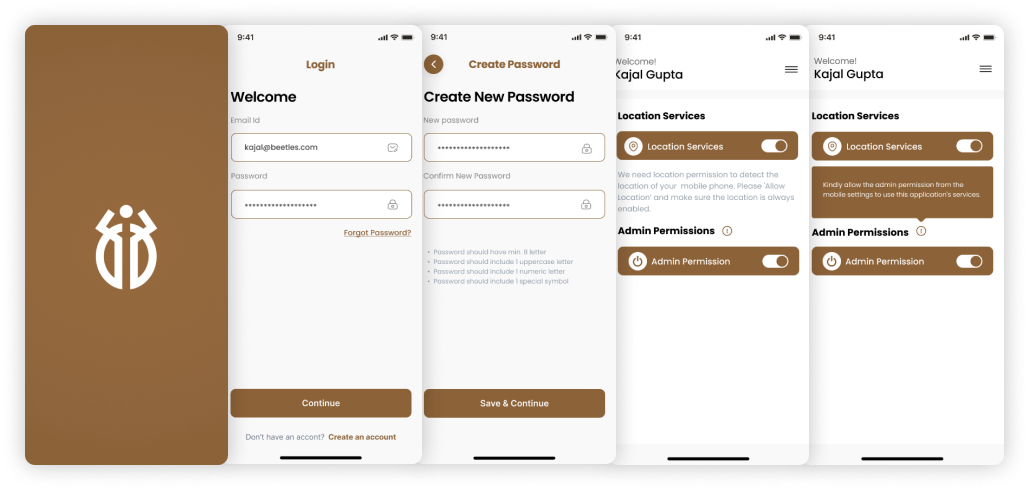 9:41
Login
Welcome
Email Id
kajal@beetles.com
Password
••••••••••••••••••••
Forgot Password?
Continue
Don't have an accont? Create an account
9:41
Create Password
Create New Password
New password
••••••••••••••••••••
Confirm New Password
••••••••••••••••••••
• Password should have min. 8 letter
• Password should include 1 uppercase letter
• Password should include 1 numeric letter
• Password should include 1 special symbol
Save & Continue
9:41
Welcome!
Kajal Gupta
Location Services
Location Services
We need location permission to detect the
location of your mobile phone. Please 'Allow
Location' and make sure the location is always
enabled.
Admin Permissions
Admin Permission
9:41
Welcome!
Kajal Gupta
Location Services
Location Services
Kindly allow the admin permission from the
mobile settings to use this application's services.
Admin Permissions
Admin Permission